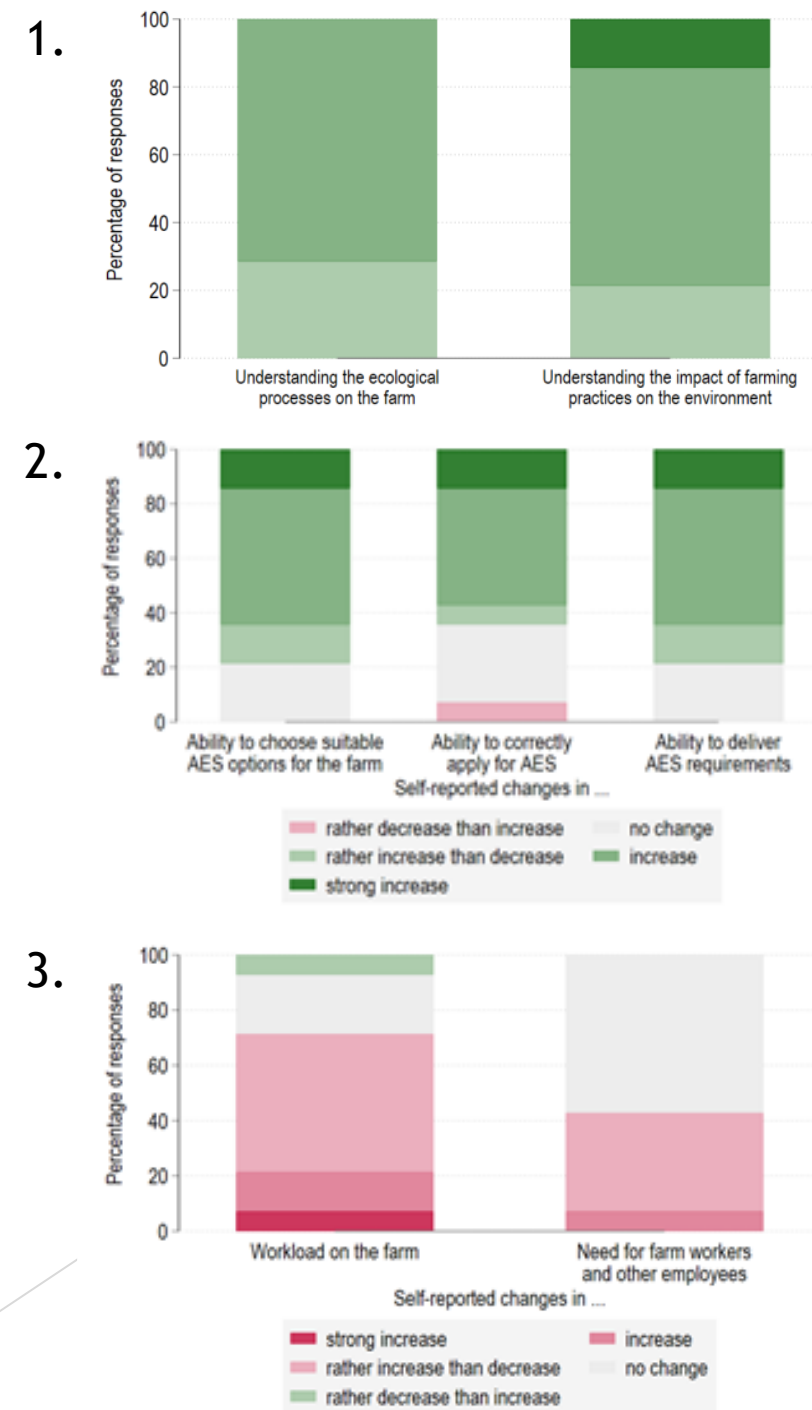 1.
100
80
60
40
20
0
Percentage of responses
Understanding the ecological
processes on the farm
Understanding the impact of farming
practices on the environment
2.
100
80
60
40
20
0
Percentage of responses
Ability to choose suitable
AES options for the farm
Ability to correctly
apply for AES
Ability to deliver
AES requirements
Self-reported changes in ...
rather decrease than increase
no change
rather increase than decrease
increase
strong increase
3.
100
80
60
40
20
0
Percentage of responses
Workload on the farm
Need for farm workers
and other employees
Self-reported changes in ...
strong increase
increase
rather increase than decrease
no change
rather decrease than increase